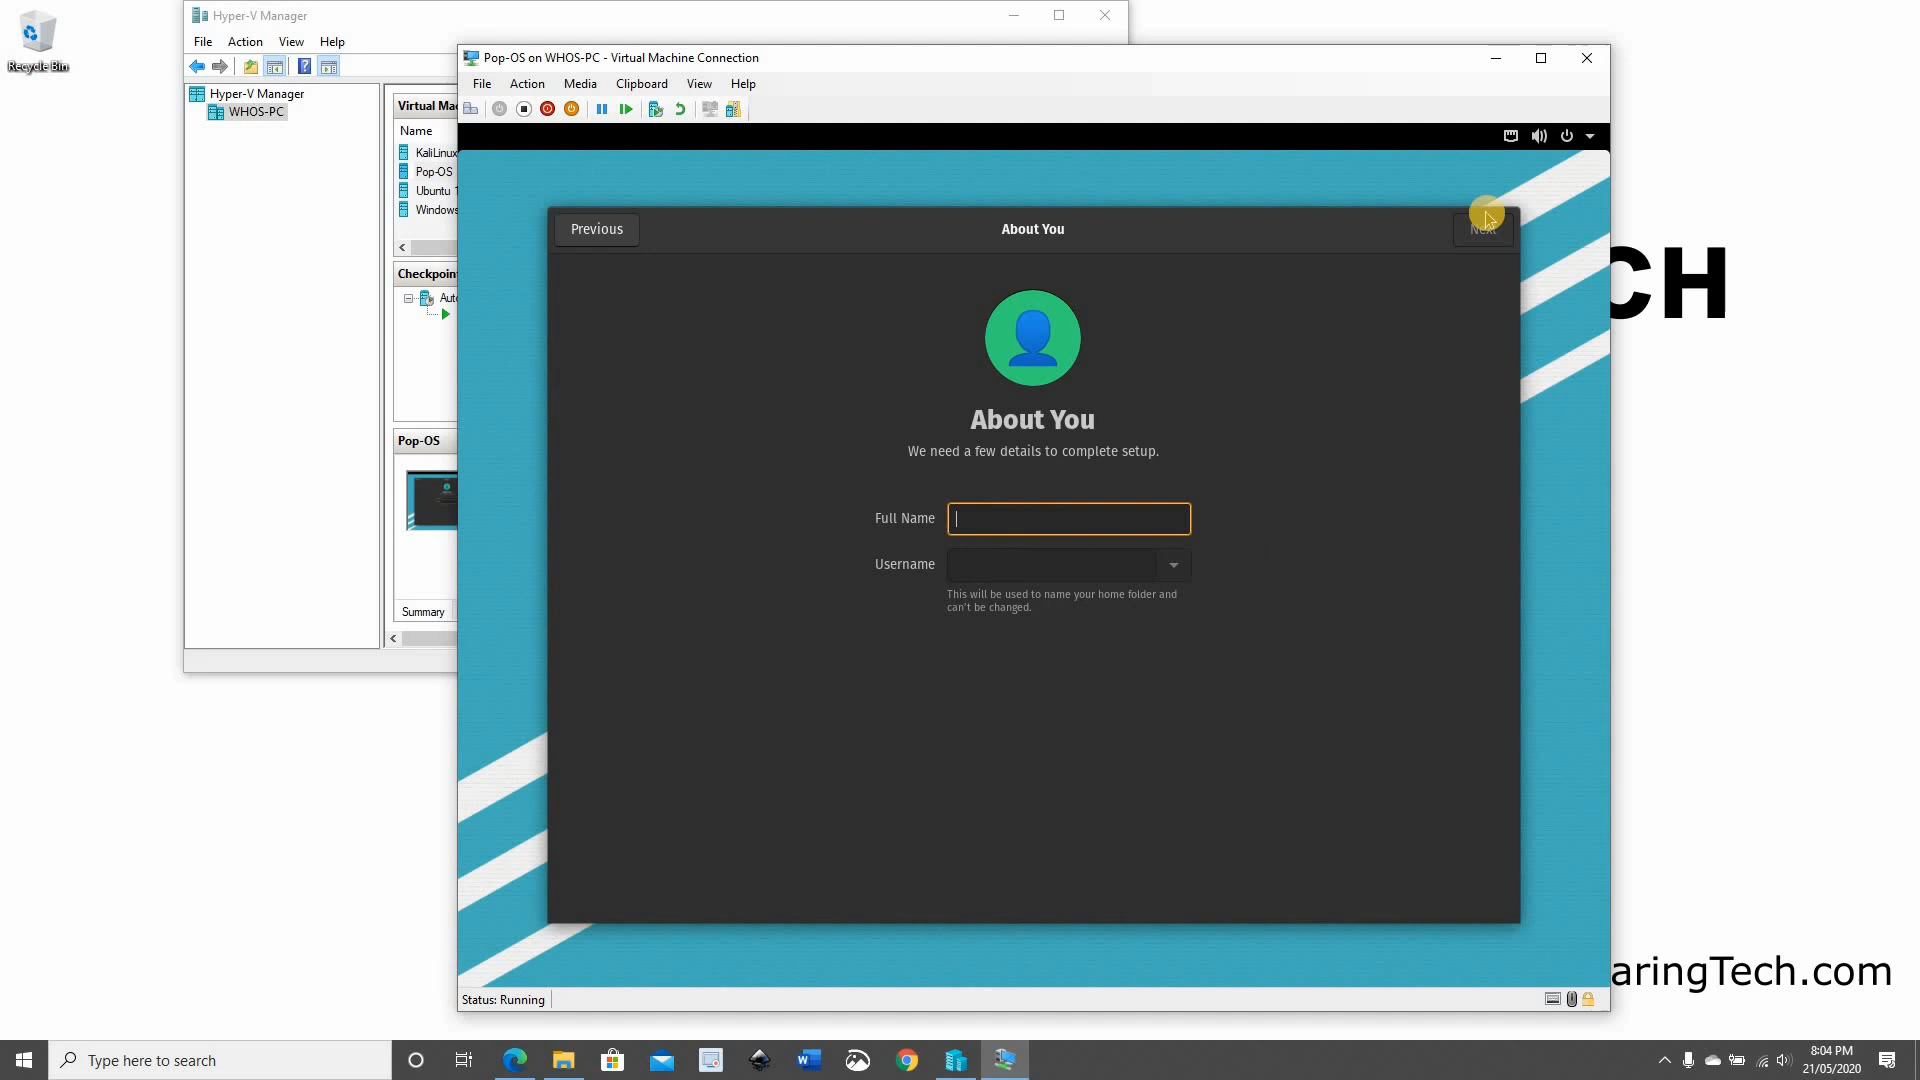 Recycle Bin
Hyper-V Manager
File Action View Help
Hyper-V Manager
WHOS-PC
Virtual Mac
Name
KaliLinux
Pop-OS
Ubuntu 1
Windows
Checkpoin
Auto
Pop-OS
Summary
Pop-OS on WHOS-PC - Virtual Machine Connection
File Action Media Clipboard View Help
Previous
About You
Next
About You
We need a few details to complete setup.
Full Name
Username
This will be used to name your home folder and
can't be changed.
Status: Running
CH
aringTech.com
Type here to search
8:04 PM
21/05/2020